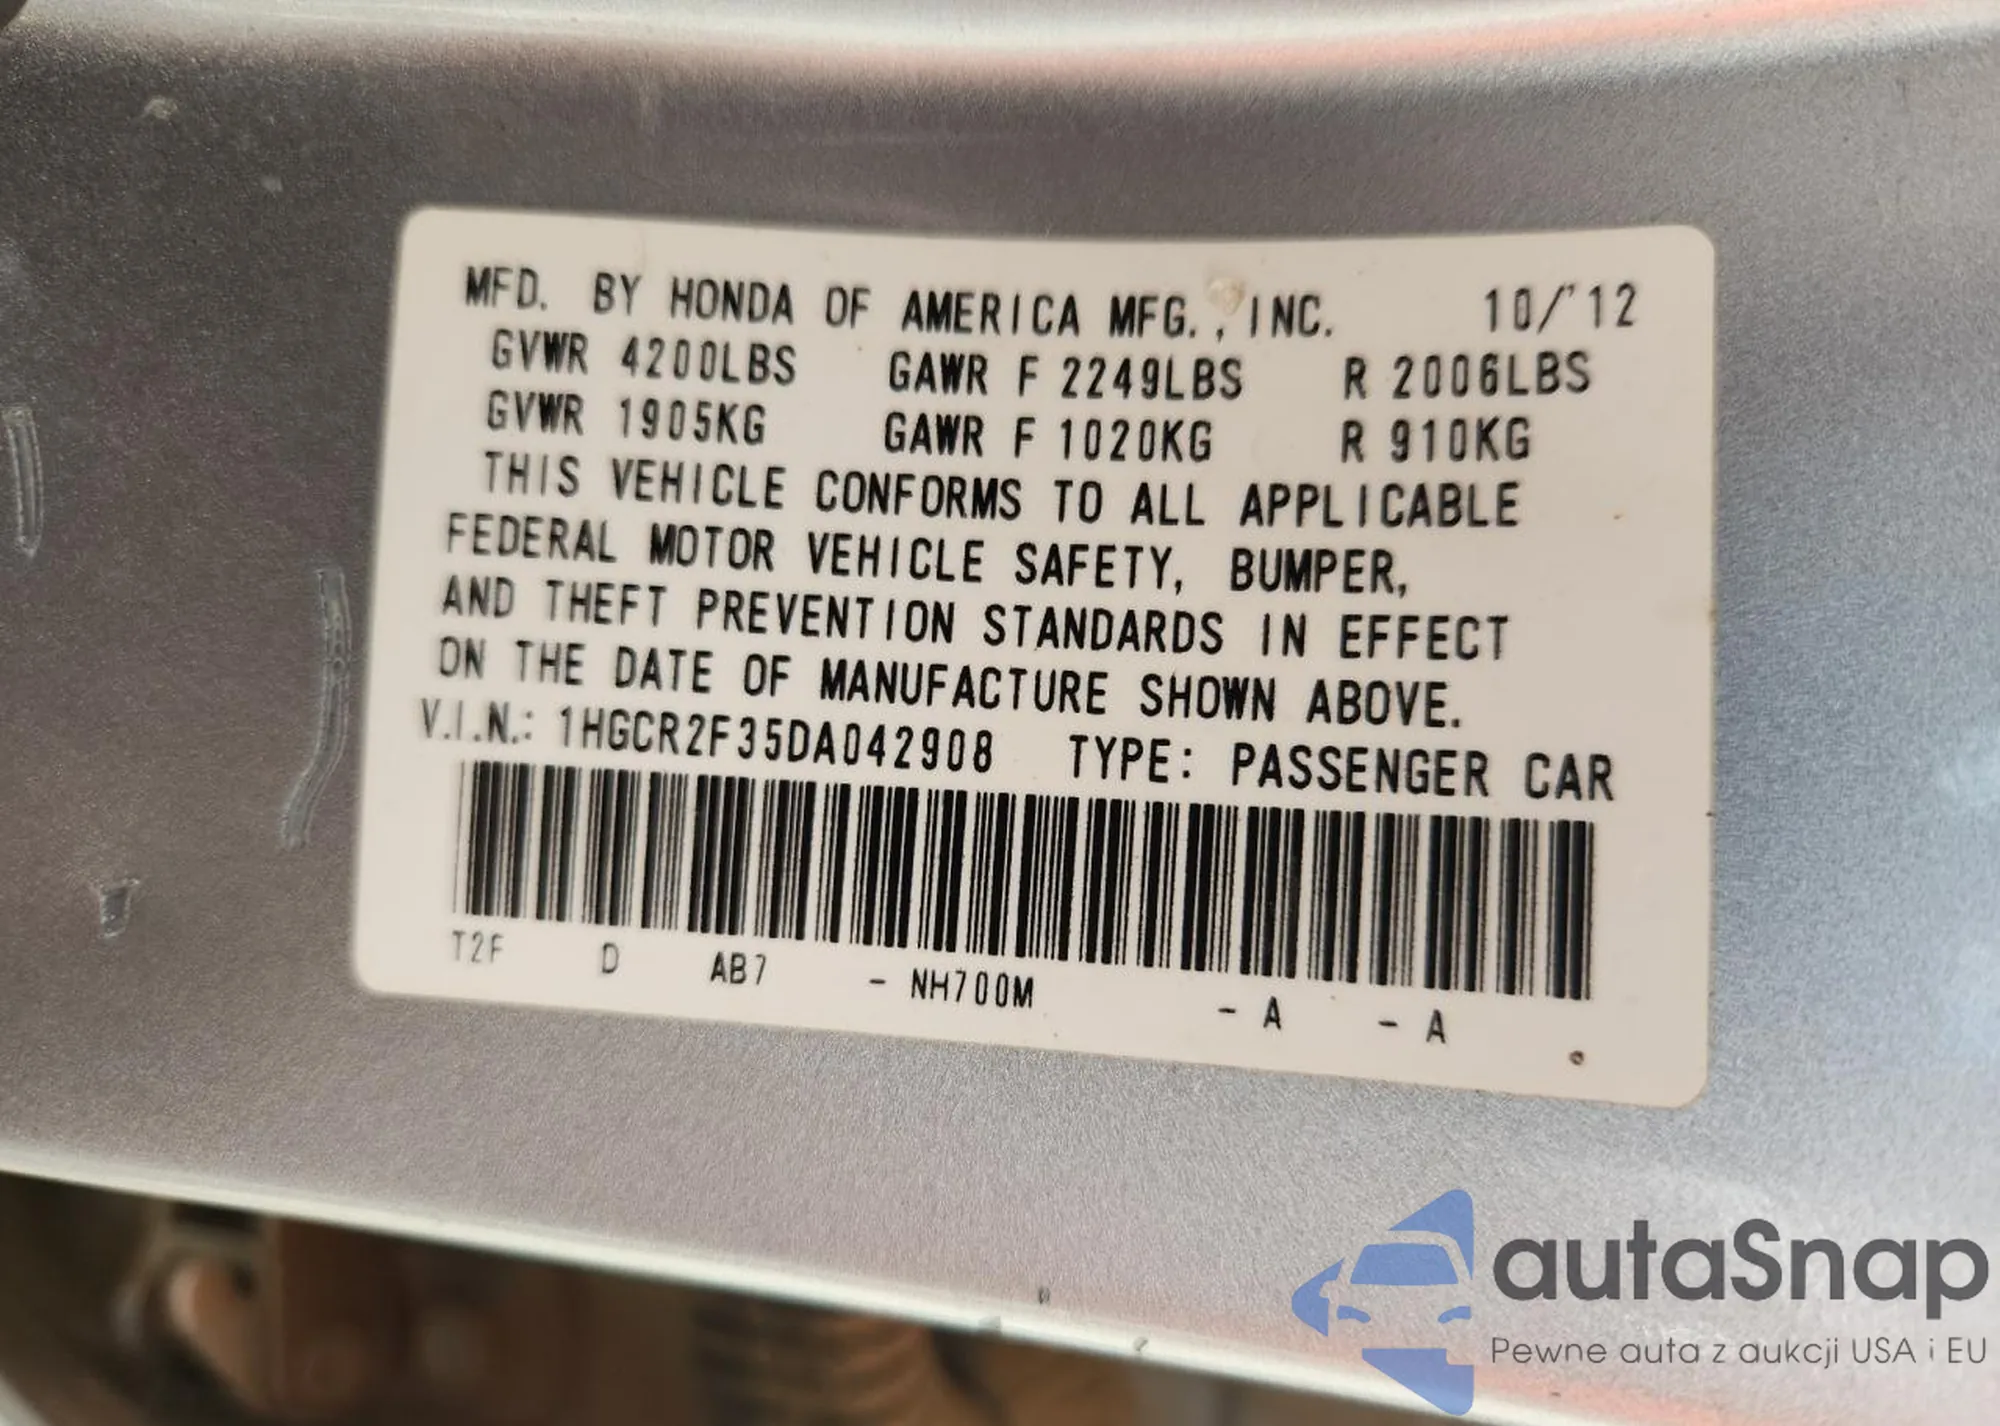 MFD. BY HONDA OF AMERICA MFG., INC. 10/'12
GVWR 4200LBS GAWR F 2249LBS R 2006LBS
GVWR 1905KG GAWR F 1020KG R 910KG
THIS VEHICLE CONFORMS TO ALL APPLICABLE
FEDERAL MOTOR VEHICLE SAFETY, BUMPER,
AND THEFT PREVENTION STANDARDS IN EFFECT
ON THE DATE OF MANUFACTURE SHOWN ABOVE.
V.I.N.: 1HGCR2F35DA042908 TYPE: PASSENGER CAR
T2F D AB7 - NH700M - A - A
autaSnap
Pewne auta z aukcji USA i EU